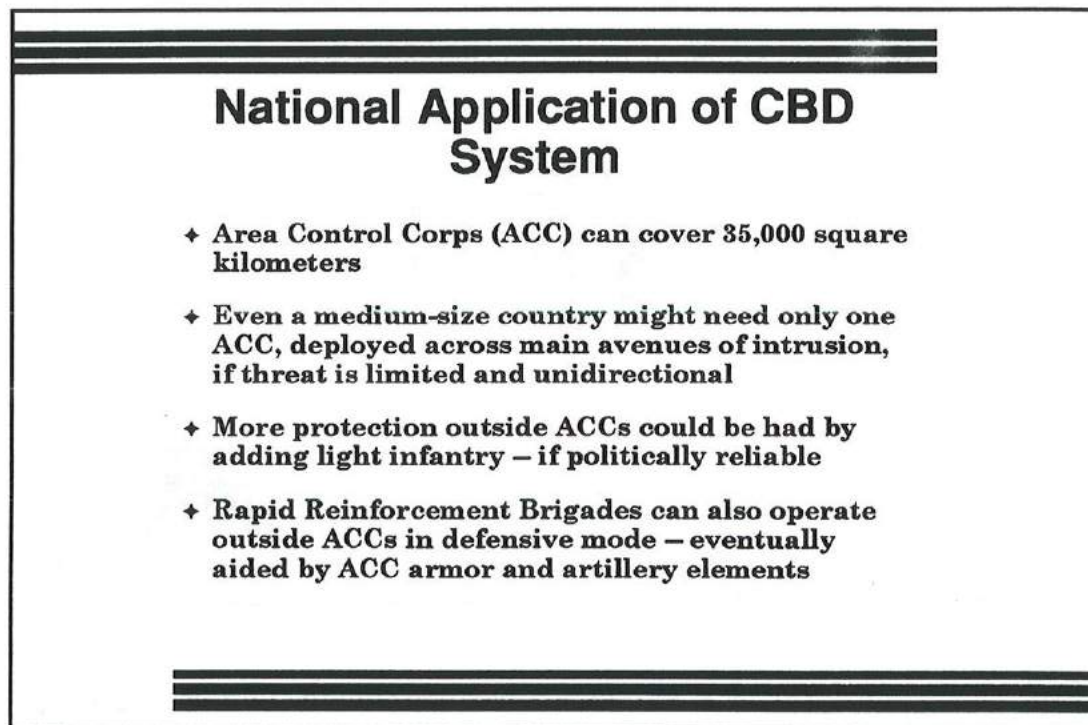 National Application of CBD
System
✦ Area Control Corps (ACC) can cover 35,000 square
kilometers
✦ Even a medium-size country might need only one
ACC, deployed across main avenues of intrusion,
if threat is limited and unidirectional
✦ More protection outside ACCs could be had by
adding light infantry – if politically reliable
✦ Rapid Reinforcement Brigades can also operate
outside ACCs in defensive mode – eventually
aided by ACC armor and artillery elements